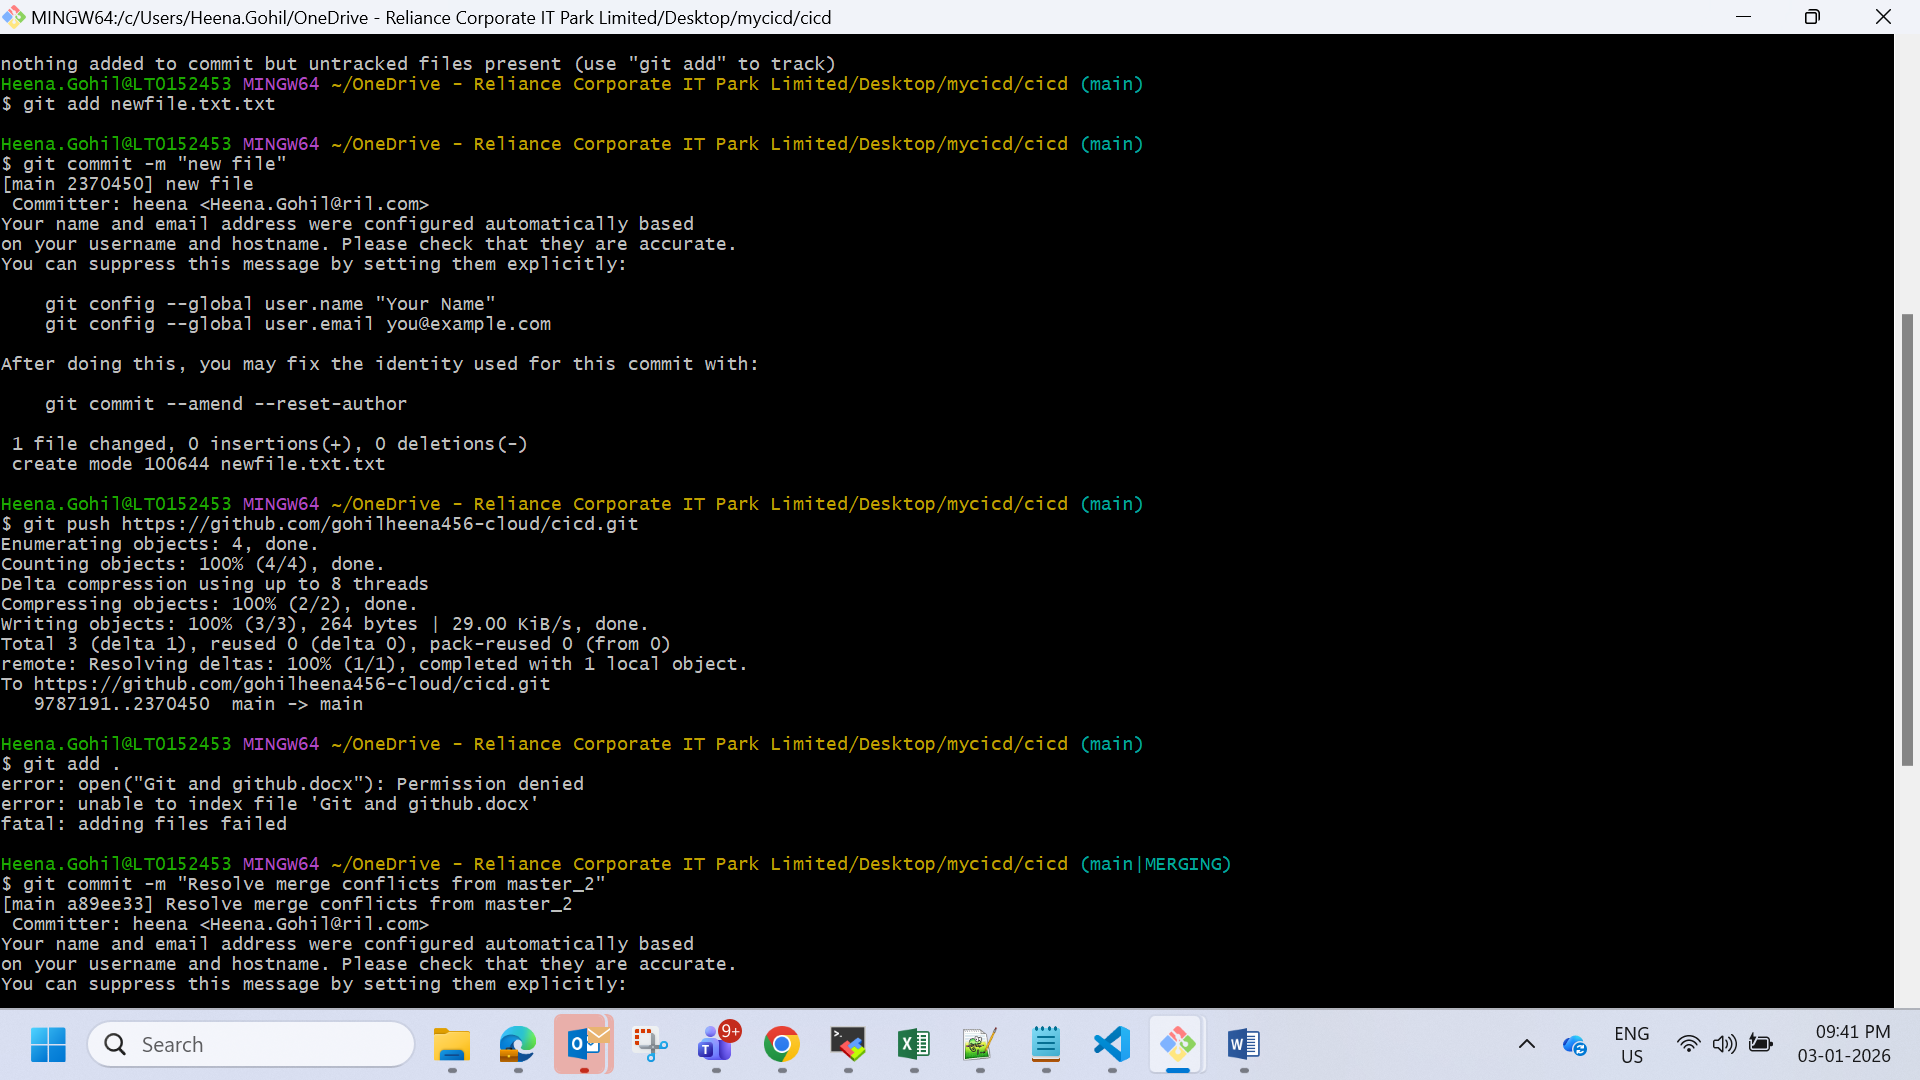 MINGW64:/c/Users/Heena.Gohil/OneDrive - Reliance Corporate IT Park Limited/Desktop/mycicd/cicd
nothing added to commit but untracked files present (use "git add" to track)
Heena.Gohil@LT0152453 MINGW64 ~/OneDrive - Reliance Corporate IT Park Limited/Desktop/mycicd/cicd (main)
$ git add newfile.txt.txt
Heena.Gohil@LT0152453 MINGW64 ~/OneDrive - Reliance Corporate IT Park Limited/Desktop/mycicd/cicd (main)
$ git commit -m "new file"
[main 2370450] new file
 Committer: heena <Heena.Gohil@ril.com>
Your name and email address were configured automatically based
on your username and hostname. Please check that they are accurate.
You can suppress this message by setting them explicitly:
    git config --global user.name "Your Name"
    git config --global user.email you@example.com
After doing this, you may fix the identity used for this commit with:
    git commit --amend --reset-author
 1 file changed, 0 insertions(+), 0 deletions(-)
 create mode 100644 newfile.txt.txt
Heena.Gohil@LT0152453 MINGW64 ~/OneDrive - Reliance Corporate IT Park Limited/Desktop/mycicd/cicd (main)
$ git push https://github.com/gohilheena456-cloud/cicd.git
Enumerating objects: 4, done.
Counting objects: 100% (4/4), done.
Delta compression using up to 8 threads
Compressing objects: 100% (2/2), done.
Writing objects: 100% (3/3), 264 bytes | 29.00 KiB/s, done.
Total 3 (delta 1), reused 0 (delta 0), pack-reused 0 (from 0)
remote: Resolving deltas: 100% (1/1), completed with 1 local object.
To https://github.com/gohilheena456-cloud/cicd.git
   9787191..2370450  main -> main
Heena.Gohil@LT0152453 MINGW64 ~/OneDrive - Reliance Corporate IT Park Limited/Desktop/mycicd/cicd (main)
$ git add .
error: open("Git and github.docx"): Permission denied
error: unable to index file 'Git and github.docx'
fatal: adding files failed
Heena.Gohil@LT0152453 MINGW64 ~/OneDrive - Reliance Corporate IT Park Limited/Desktop/mycicd/cicd (main|MERGING)
$ git commit -m "Resolve merge conflicts from master_2"
[main a89ee33] Resolve merge conflicts from master_2
 Committer: heena <Heena.Gohil@ril.com>
Your name and email address were configured automatically based
on your username and hostname. Please check that they are accurate.
You can suppress this message by setting them explicitly:
Search
9+
ENG
US
09:41 PM
03-01-2026